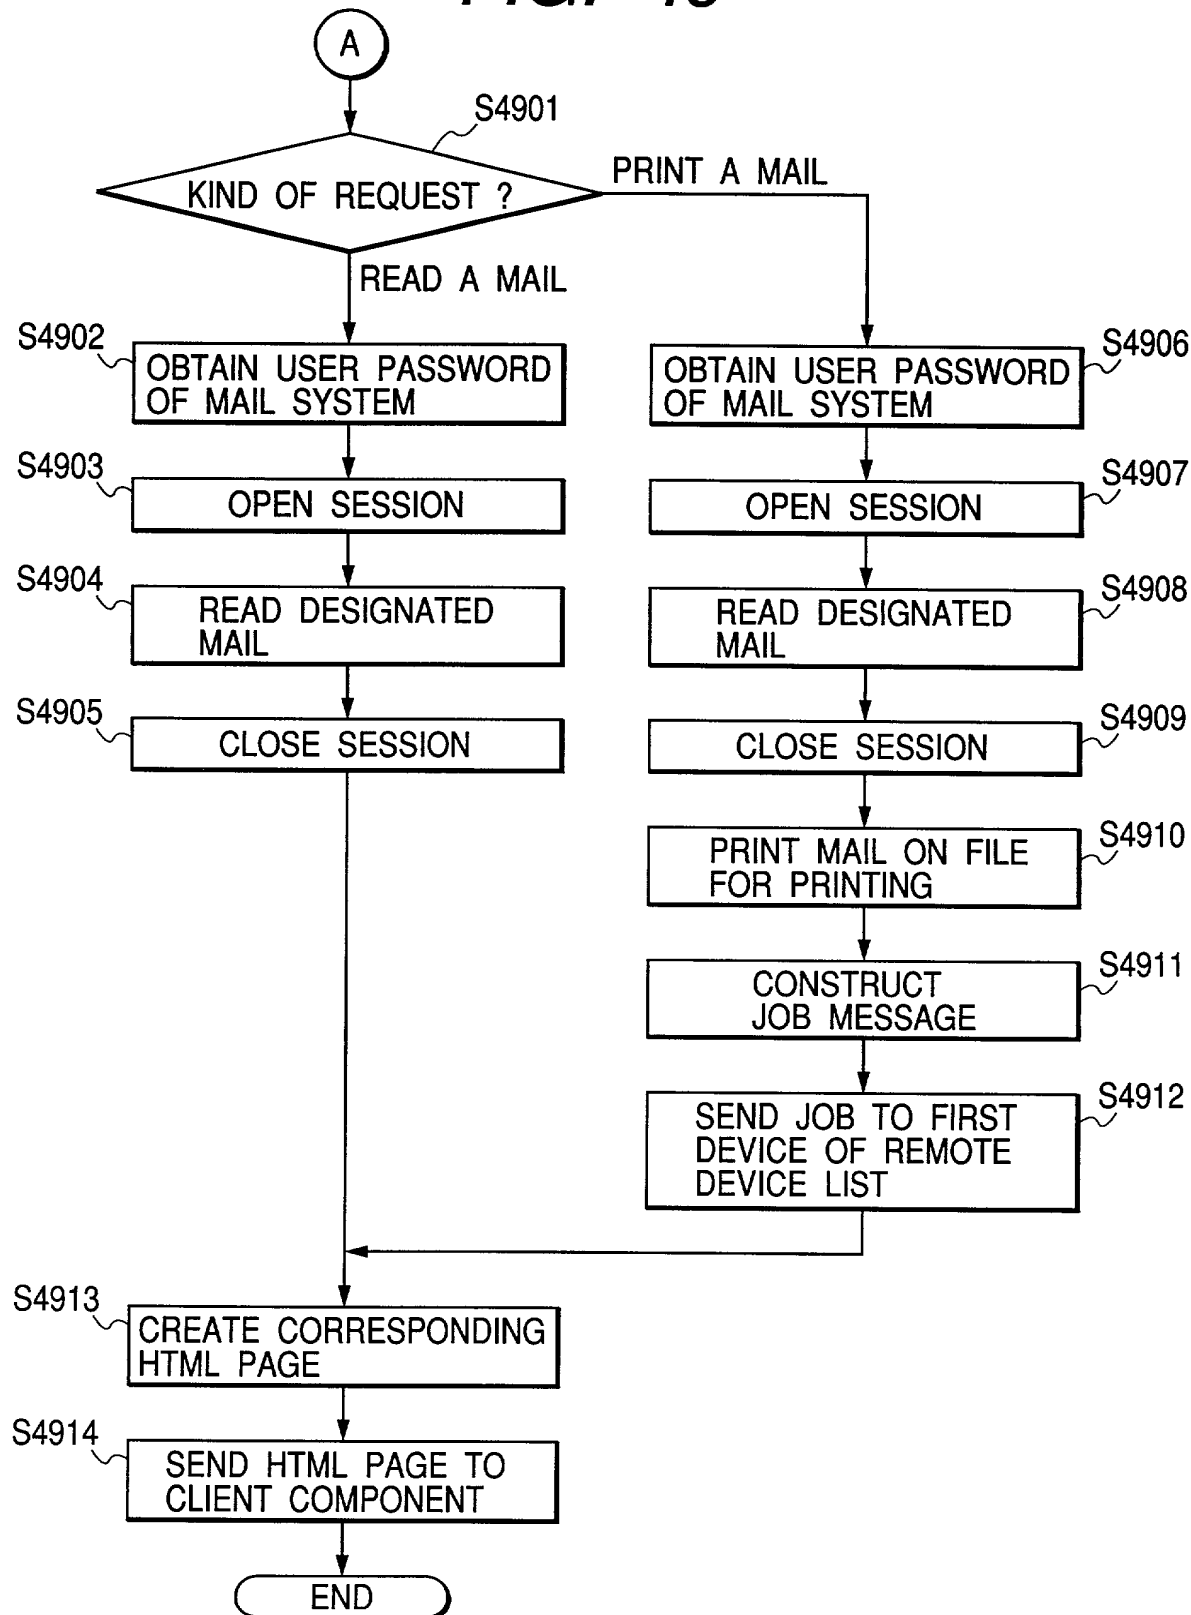 A
S4901
KIND OF REQUEST ?
PRINT A MAIL
READ A MAIL
S4902
OBTAIN USER PASSWORD
OF MAIL SYSTEM
S4906
OBTAIN USER PASSWORD
OF MAIL SYSTEM
S4903
OPEN SESSION
S4907
OPEN SESSION
S4904
READ DESIGNATED
MAIL
S4908
READ DESIGNATED
MAIL
S4905
CLOSE SESSION
S4909
CLOSE SESSION
S4910
PRINT MAIL ON FILE
FOR PRINTING
S4911
CONSTRUCT
JOB MESSAGE
S4912
SEND JOB TO FIRST
DEVICE OF REMOTE
DEVICE LIST
S4913
CREATE CORRESPONDING
HTML PAGE
S4914
SEND HTML PAGE TO
CLIENT COMPONENT
END